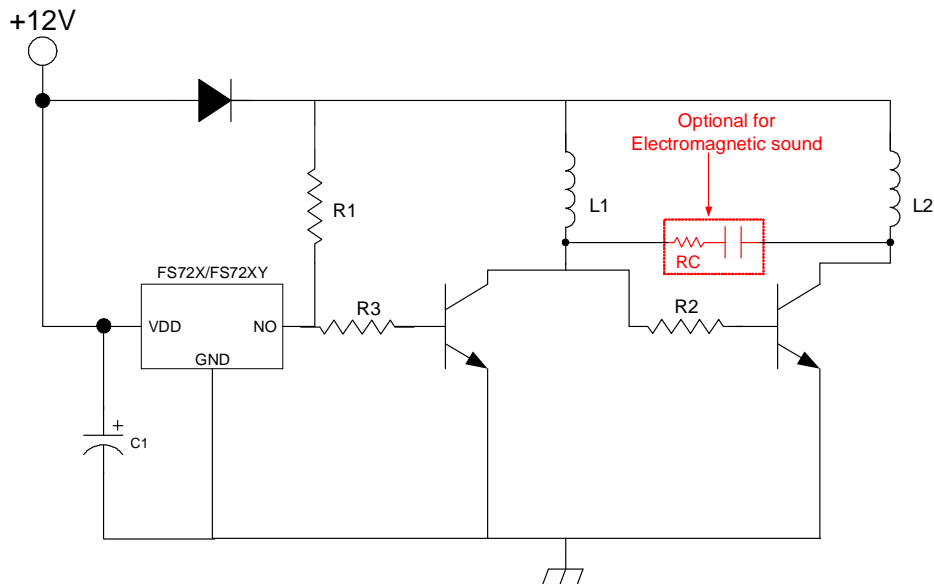 +12V
Optional for
Electromagnetic sound
R1
L1
L2
RC
FS72X/FS72XY
R3
R2
VDD
NO
GND
+
C1